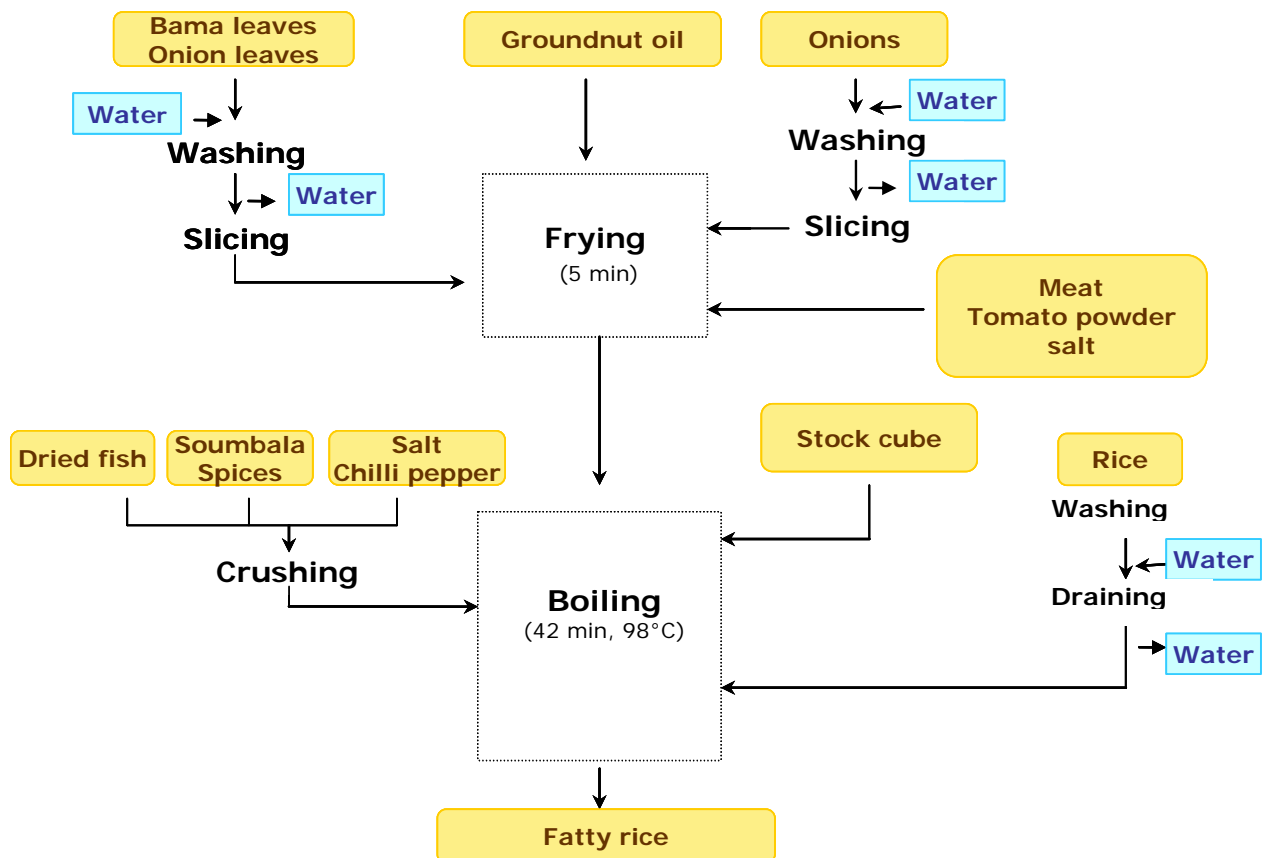 Bama leaves
Onion leaves
Groundnut oil
Onions
Water
Water
Washing
Washing
Water
Water
Slicing
Slicing
Frying
(5 min)
Meat
Tomato powder
salt
Dried fish
Soumbala
Spices
Salt
Chilli pepper
Stock cube
Rice
Washing
Crushing
Water
Boiling
(42 min, 98°C)
Draining
Water
Fatty rice